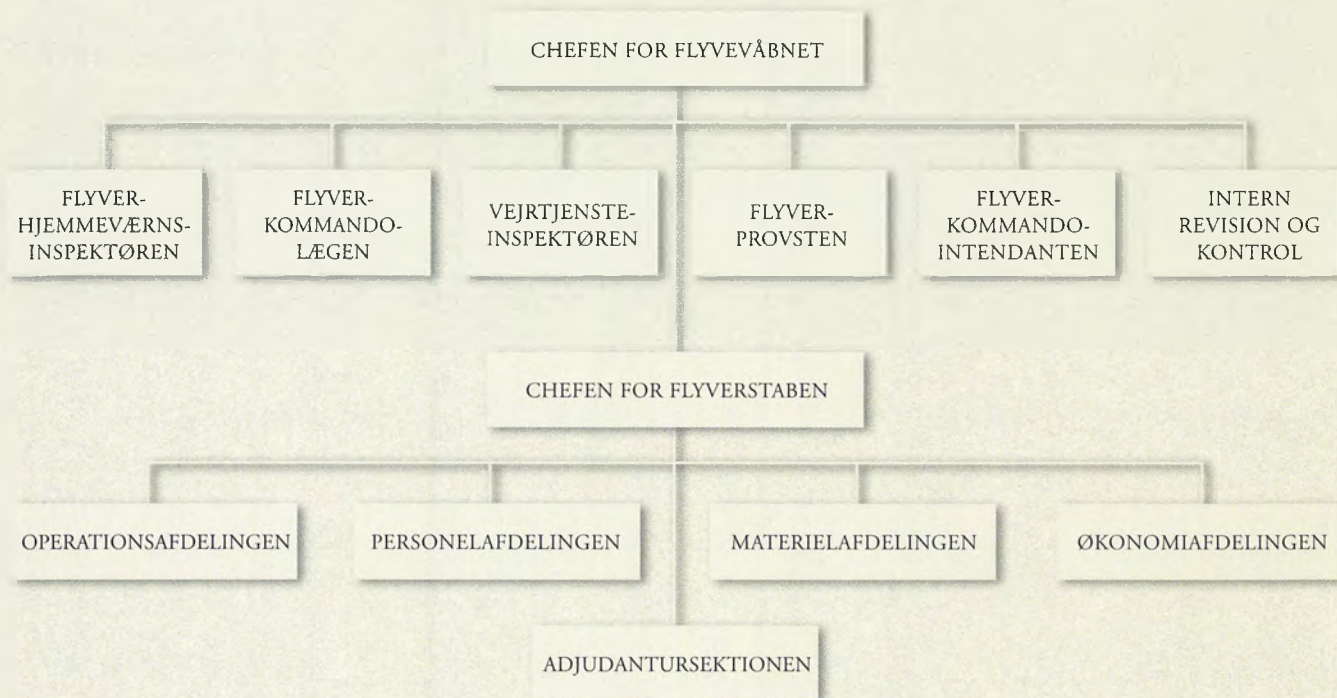 CHEFEN FOR FLYVEVÅBNET
FLYVER-
HJEMMEVÆRNS-
INSPEKTØREN
FLYVER-
KOMMANDO-
LÆGEN
VEJRTJENSTE-
INSPEKTØREN
FLYVER-
PROVSTEN
FLYVER-
KOMMANDO-
INTENDANTEN
INTERN
REVISION OG
KONTROL
CHEFEN FOR FLYVERSTABEN
OPERATIONSAFDELINGEN
PERSONELAFDELINGEN
MATERIELAFDELINGEN
ØKONOMIAFDELINGEN
ADJUDANTURSEKTIONEN